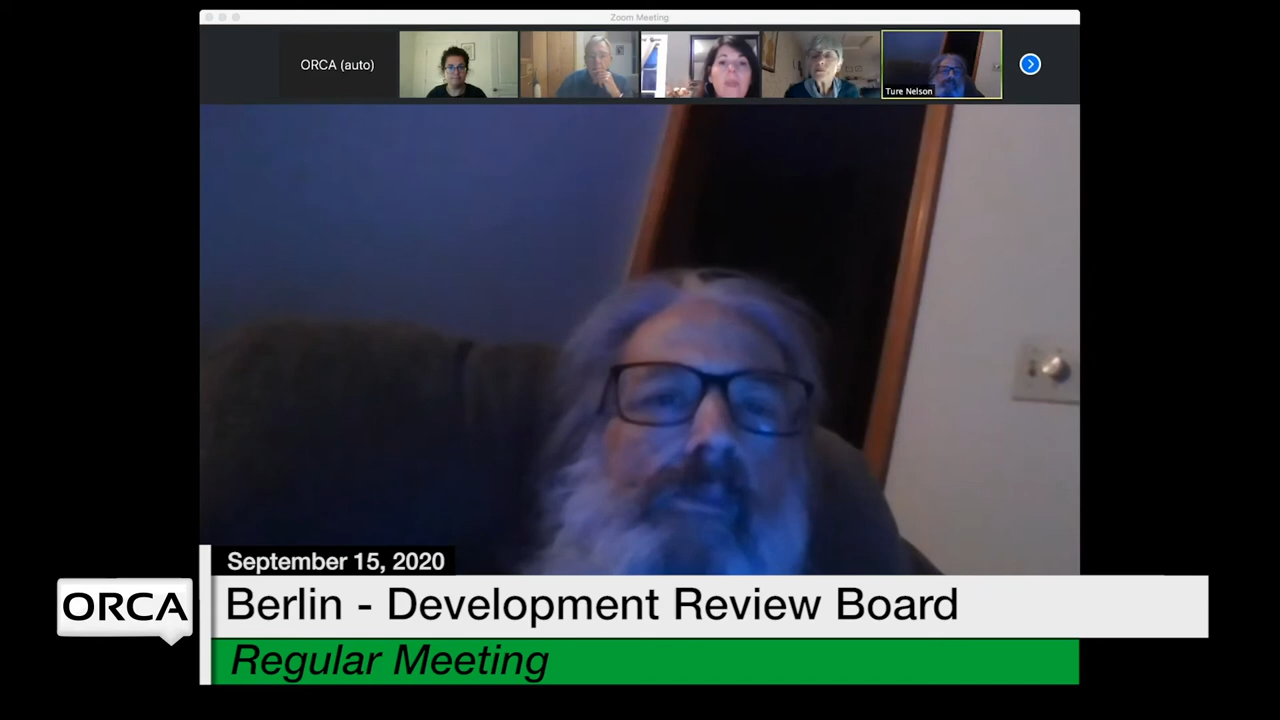 Zoom Meeting
ORCA (auto)
Ture Nelson
September 15, 2020
ORCA
Berlin - Development Review Board
Regular Meeting